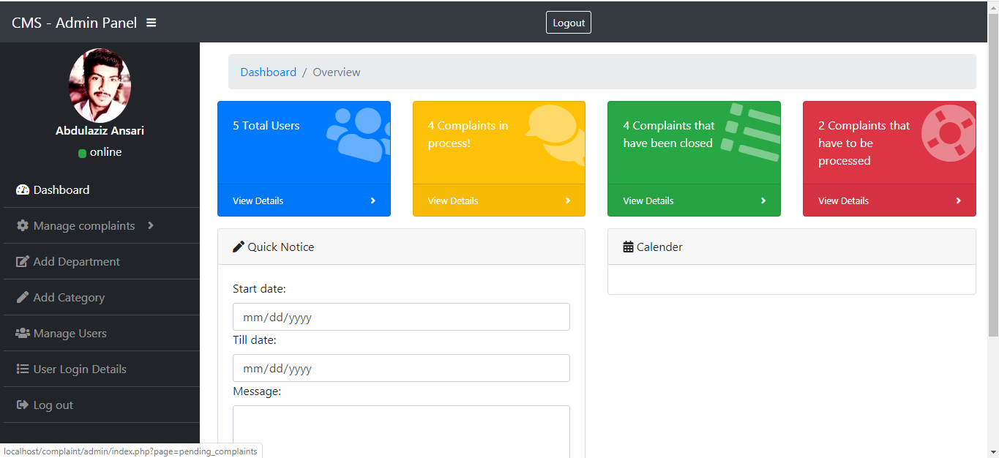 CMS - Admin Panel
Logout
Abdulaziz Ansari
online
Dashboard
Manage complaints
Add Department
Add Category
Manage Users
User Login Details
Log out
Dashboard / Overview
5 Total Users
View Details
4 Complaints in
process!
View Details
4 Complaints that
have been closed
View Details
2 Complaints that
have to be
processed
View Details
Quick Notice
Start date:
mm/dd/yyyy
Till date:
mm/dd/yyyy
Message:
Calender
localhost/complaint/admin/index.php?page=pending_complaints